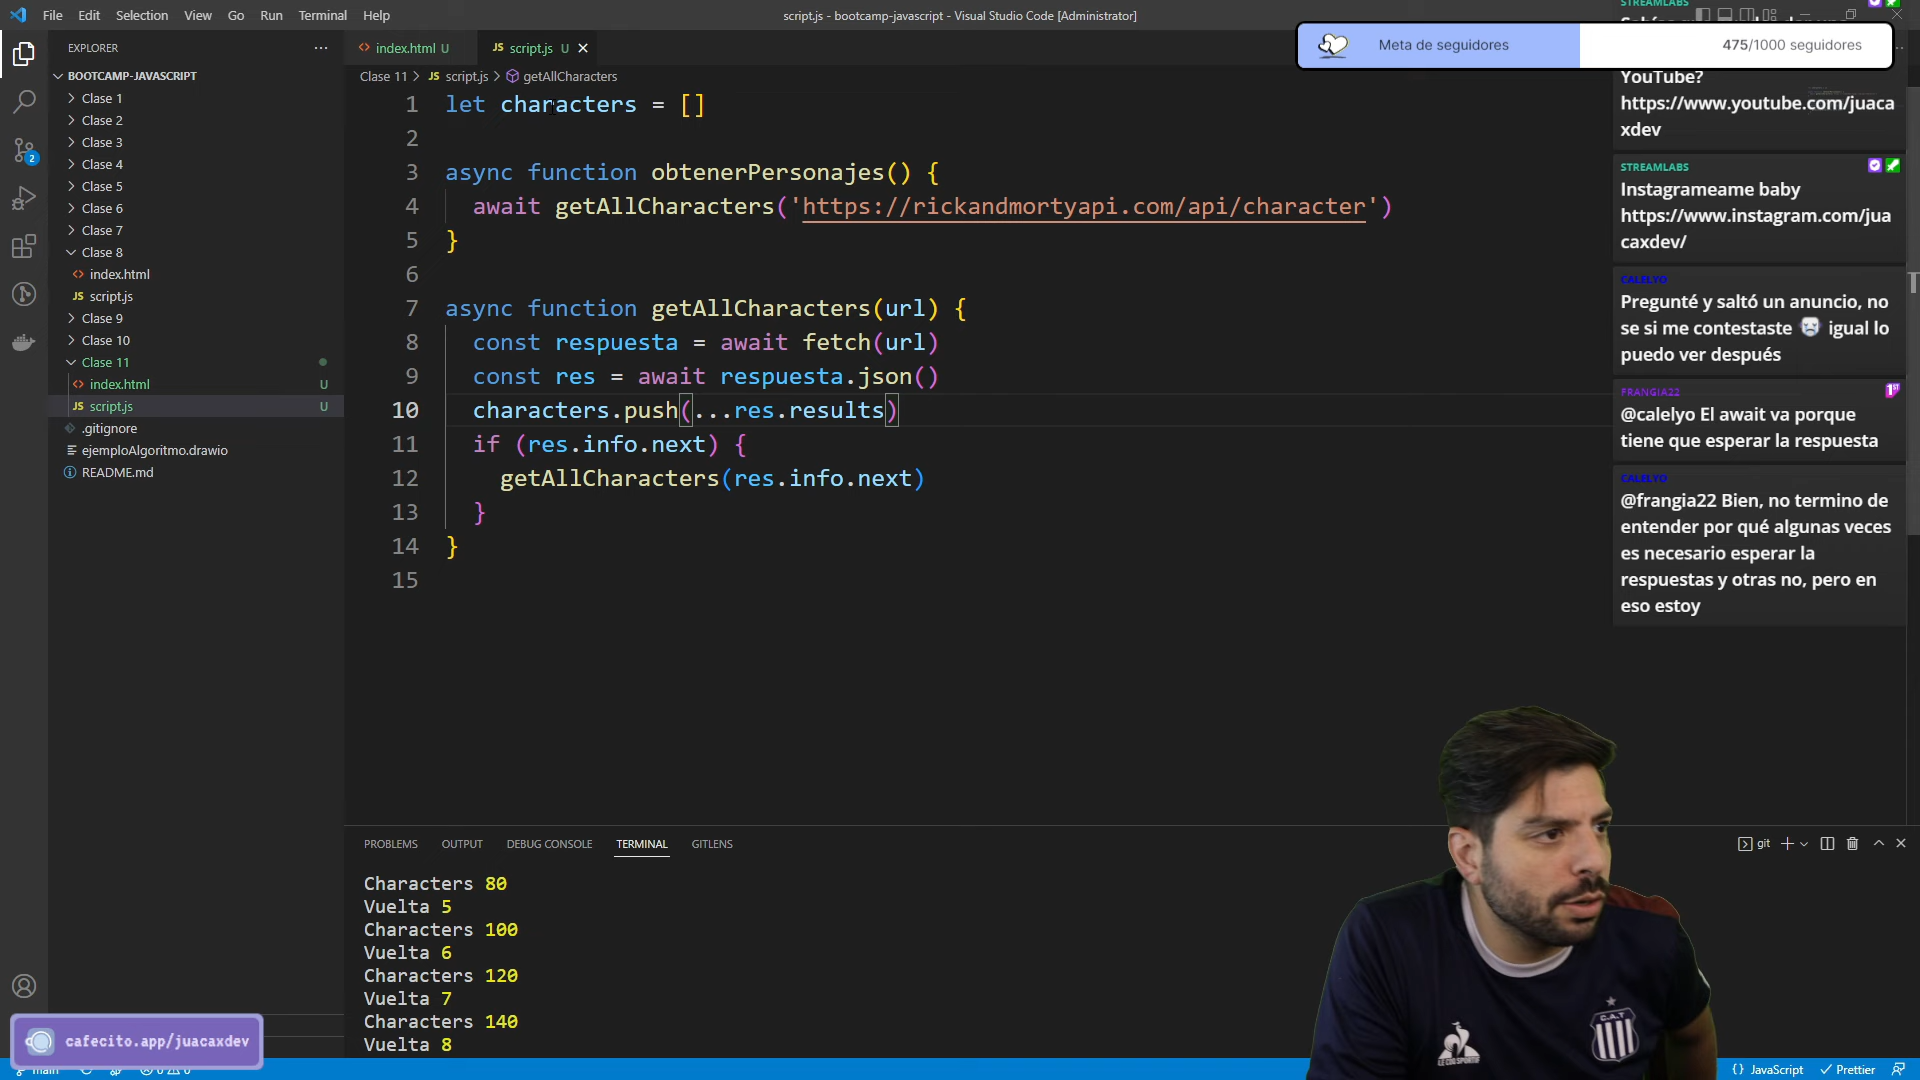 File Edit Selection View Go Run Terminal Help
script.js - bootcamp-javascript - Visual Studio Code [Administrator]
EXPLORER
BOOTCAMP-JAVASCRIPT
Clase 1
Clase 2
Clase 3
Clase 4
Clase 5
Clase 6
Clase 7
Clase 8
index.html
JS script.js
Clase 9
Clase 10
Clase 11
index.html U
JS script.js U
.gitignore
ejemploAlgoritmo.drawio
README.md
2
index.html U
JS script.js U
Clase 11 > JS script.js > getAllCharacters
1 let characters = []
2
3 async function obtenerPersonajes() {
4 await getAllCharacters('https://rickandmortyapi.com/api/character')
5 }
6
7 async function getAllCharacters(url) {
8 const respuesta = await fetch(url)
9 const res = await respuesta.json()
10 characters.push(...res.results)
11 if (res.info.next) {
12 getAllCharacters(res.info.next)
13 }
14 }
15
PROBLEMS OUTPUT DEBUG CONSOLE TERMINAL GITLENS
git
Characters 80
Vuelta 5
Characters 100
Vuelta 6
Characters 120
Vuelta 7
Characters 140
Vuelta 8
Meta de seguidores
475/1000 seguidores
STREAMLABS
YouTube?
https://www.youtube.com/juaca
xdev
STREAMLABS
Instagrameame baby
https://www.instagram.com/jua
caxdev/
CALELYO
Pregunté y saltó un anuncio, no
se si me contestaste igual lo
puedo ver después
FRANGIA22
@calelyo El await va porque
tiene que esperar la respuesta
CALELYO
@frangia22 Bien, no termino de
entender por qué algunas veces
es necesario esperar la
respuestas y otras no, pero en
eso estoy
C.A.T
cafecito.app/juacaxdev
main
{ } JavaScript
Prettier